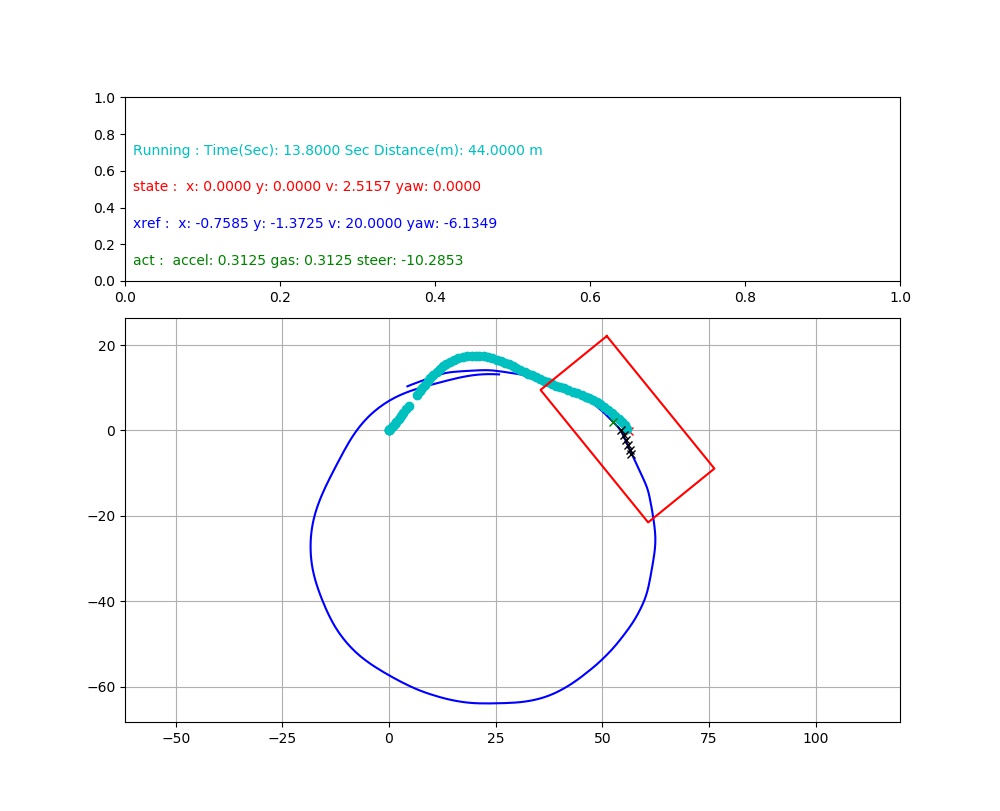 1.0
0.8
Running : Time(Sec): 13.8000 Sec Distance(m): 44.0000 m
0.6
state :  x: 0.0000 y: 0.0000 v: 2.5157 yaw: 0.0000
0.4
xref :  x: -0.7585 y: -1.3725 v: 20.0000 yaw: -6.1349
0.2
act :  accel: 0.3125 gas: 0.3125 steer: -10.2853
0.0
0.0 0.2 0.4 0.6 0.8 1.0
20
0
−20
−40
−60
−50 −25 0 25 50 75 100